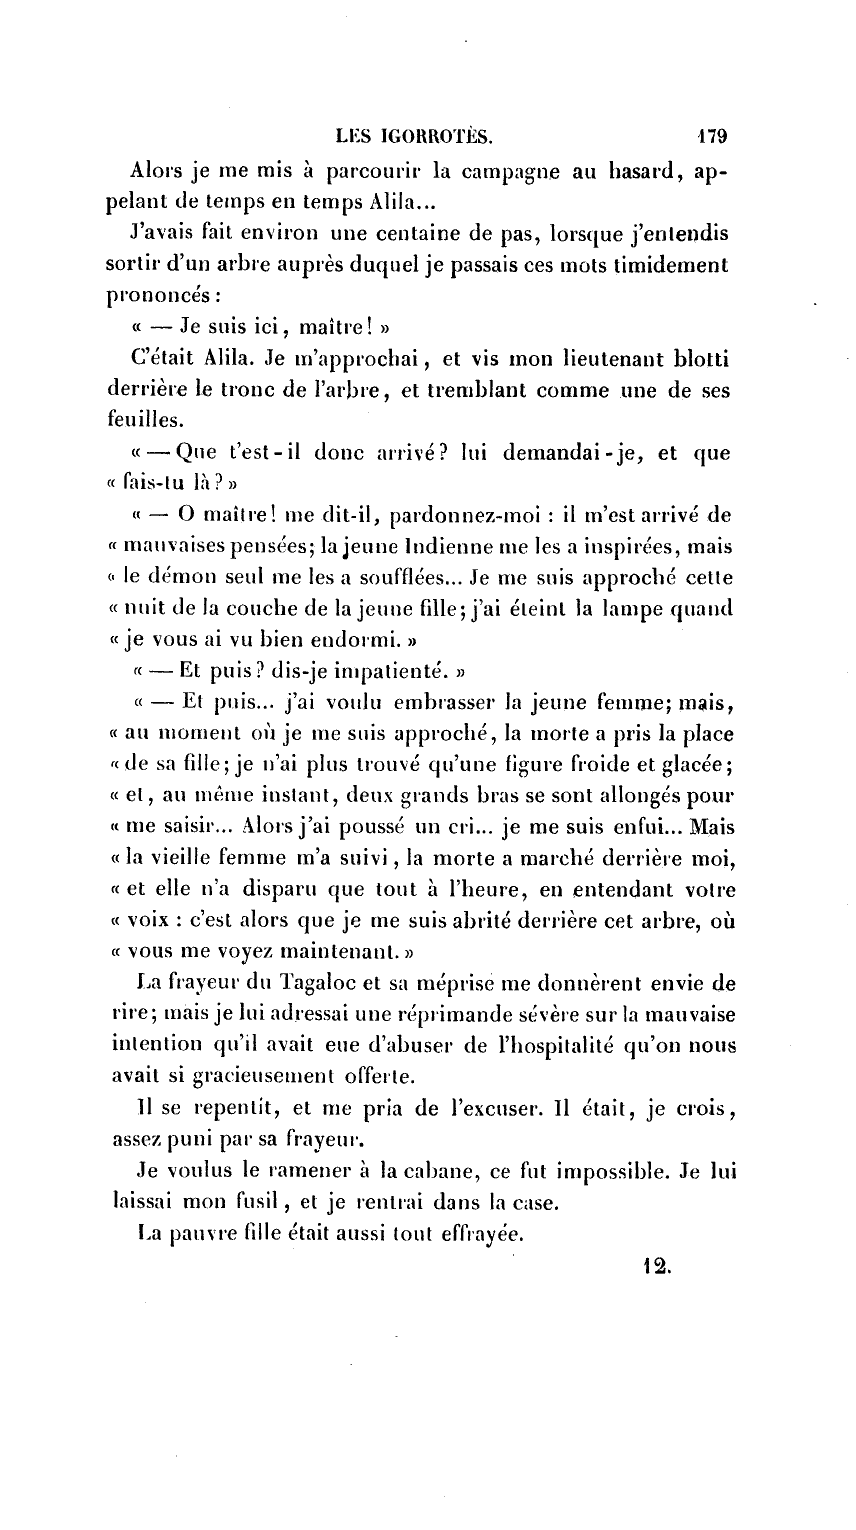 LES IGORROTÈS. 179
Alors je me mis à parcourir la campagne au hasard, ap-
pelant de temps en temps Alila...
J'avais fait environ une centaine de pas, lorsque j'entendis
sortir d'un arbre auprès duquel je passais ces mots timidement
prononcés :
« — Je suis ici, maître! »
C'était Alila. Je m'approchai, et vis mon lieutenant blotti
derrière le tronc de l'arbre, et tremblant comme une de ses
feuilles.
« — Que t'est-il donc arrivé? lui demandai-je, et que
« fais-tu là? »
« — O maître! me dit-il, pardonnez-moi : il m'est arrivé de
« mauvaises pensées; la jeune Indienne me les a inspirées, mais
« le démon seul me les a soufflées... Je me suis approché cette
« nuit de la couche de la jeune fille; j'ai éteint la lampe quand
« je vous ai vu bien endormi. »
« — Et puis? dis-je impatienté. »
« — Et puis... j'ai voulu embrasser la jeune femme; mais,
« au moment où je me suis approché, la morte a pris la place
« de sa fille; je n'ai plus trouvé qu'une figure froide et glacée;
« et, au même instant, deux grands bras se sont allongés pour
« me saisir... Alors j'ai poussé un cri... je me suis enfui... Mais
« la vieille femme m'a suivi, la morte a marché derrière moi,
« et elle n'a disparu que tout à l'heure, en entendant votre
« voix : c'est alors que je me suis abrité derrière cet arbre, où
« vous me voyez maintenant. »
La frayeur du Tagaloc et sa méprise me donnèrent envie de
rire; mais je lui adressai une réprimande sévère sur la mauvaise
intention qu'il avait eue d'abuser de l'hospitalité qu'on nous
avait si gracieusement offerte.
Il se repentit, et me pria de l'excuser. Il était, je crois,
assez puni par sa frayeur.
Je voulus le ramener à la cabane, ce fut impossible. Je lui
laissai mon fusil, et je rentrai dans la case.
La pauvre fille était aussi tout effrayée.
12.